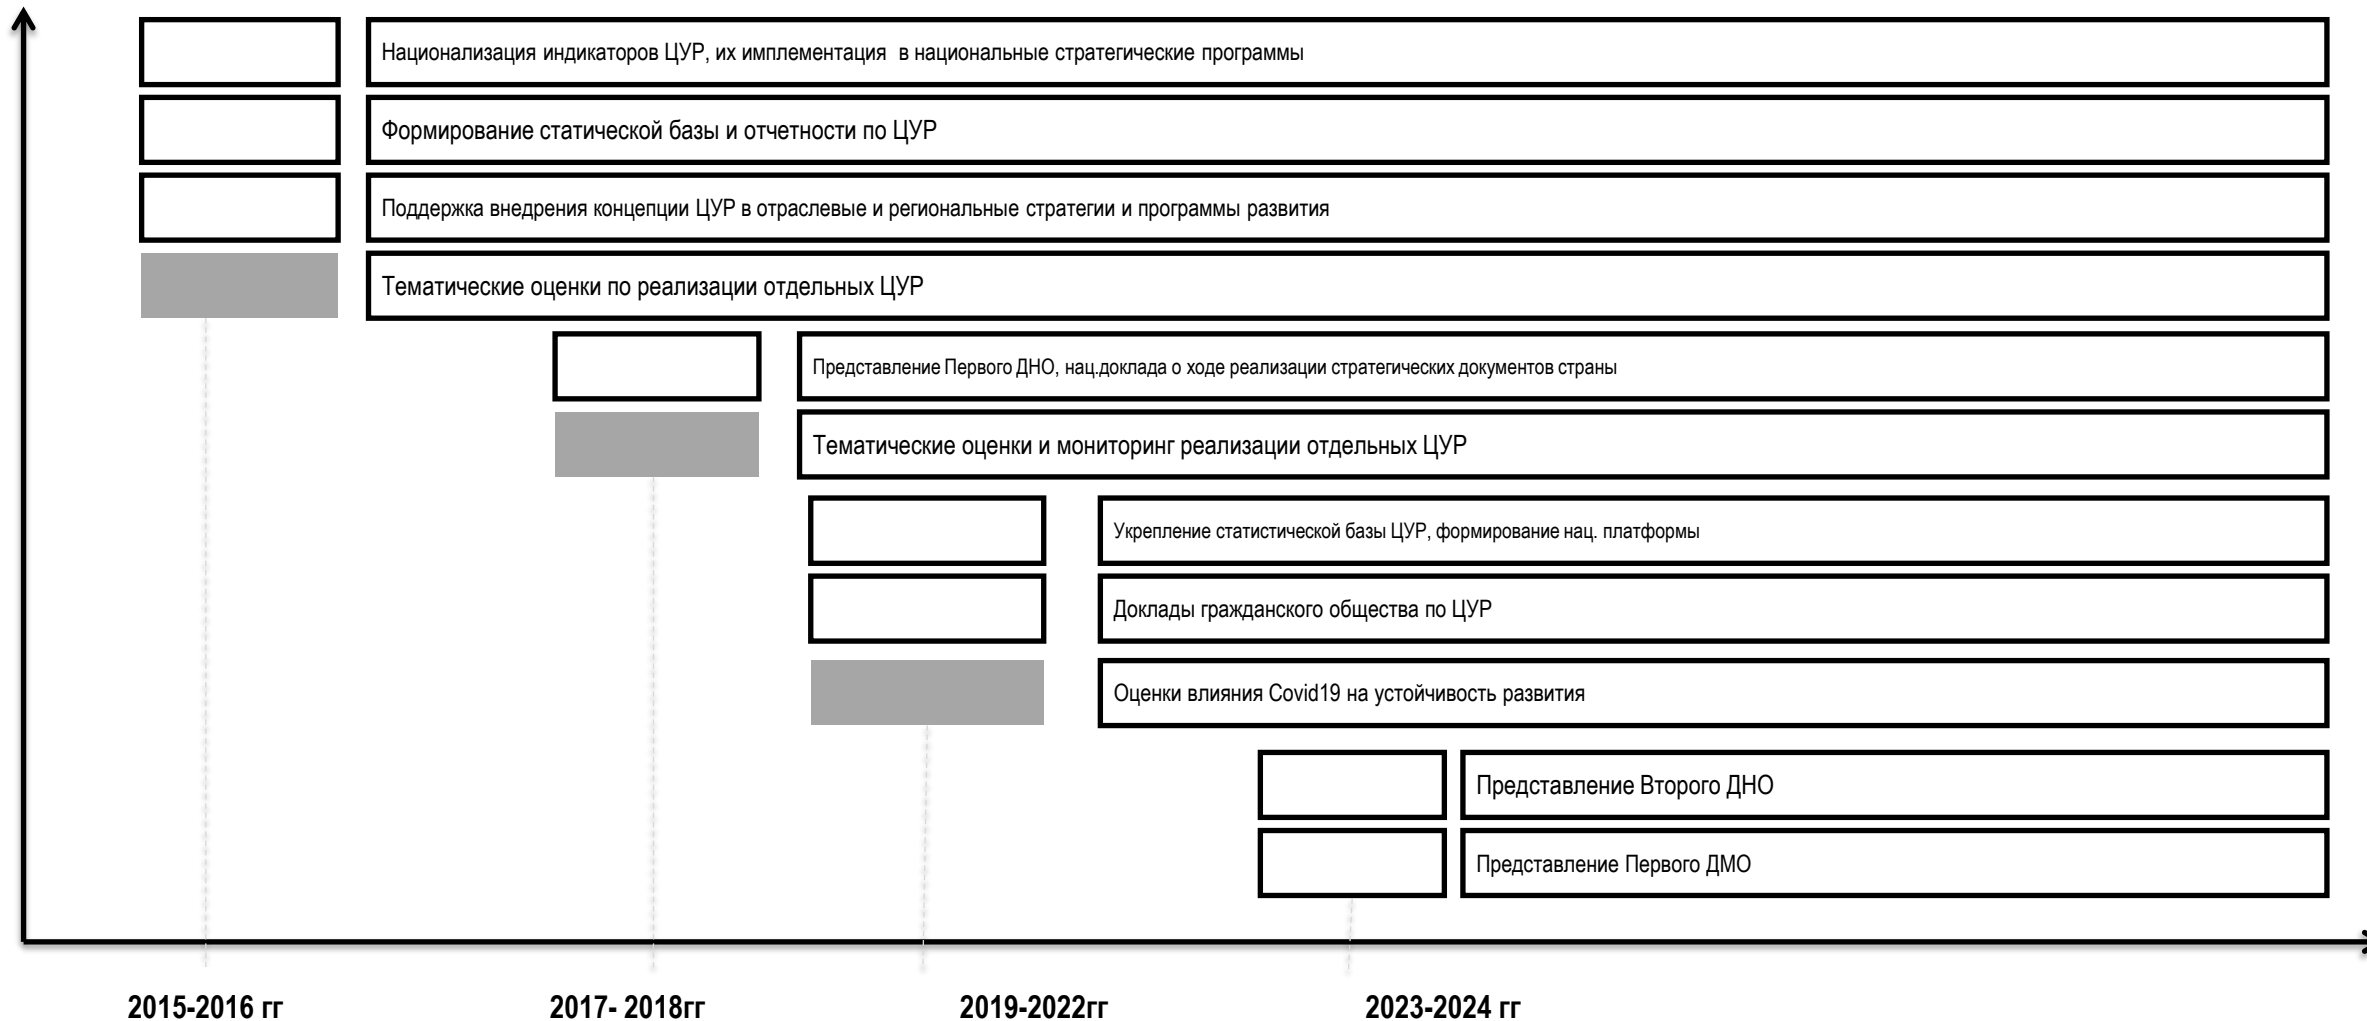 Национализация индикаторов ЦУР, их имплементация  в национальные стратегические программы
Формирование статической базы и отчетности по ЦУР
Поддержка внедрения концепции ЦУР в отраслевые и региональные стратегии и программы развития
Тематические оценки по реализации отдельных ЦУР
Представление Первого ДНО, нац.доклада о ходе реализации стратегических документов страны
Тематические оценки и мониторинг реализации отдельных ЦУР
Укрепление статистической базы ЦУР, формирование нац. платформы
Доклады гражданского общества по ЦУР
Оценки влияния Covid19 на устойчивость развития
Представление Второго ДНО
Представление Первого ДМО
2015-2016 гг
2017- 2018гг
2019-2022гг
2023-2024 гг